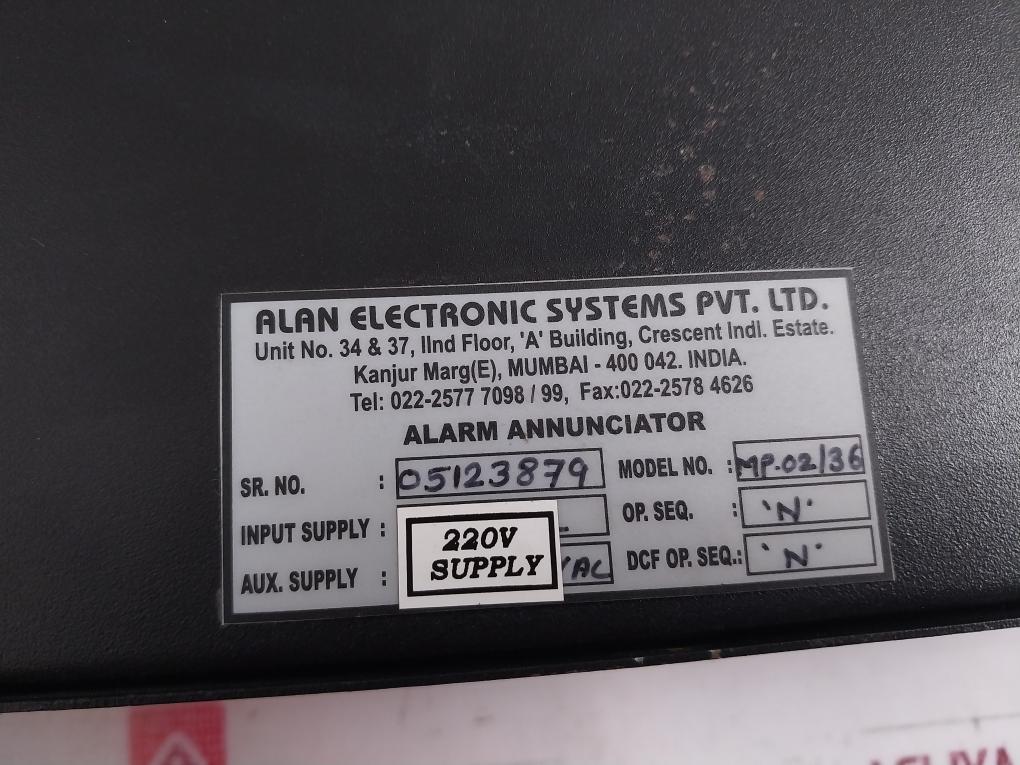 ALAN ELECTRONIC SYSTEMS PVT. LTD.
Unit No. 34 & 37, IInd Floor, 'A' Building, Crescent Indl. Estate.
Kanjur Marg(E), MUMBAI - 400 042. INDIA.
Tel: 022-2577 7098 / 99, Fax:022-2578 4626
ALARM ANNUNCIATOR
SR. NO. : 05123879 MODEL NO. : MP-02/36
INPUT SUPPLY : OP. SEQ. : 'N'
AUX. SUPPLY : /AC DCF OP. SEQ.: 'N'
220V
SUPPLY